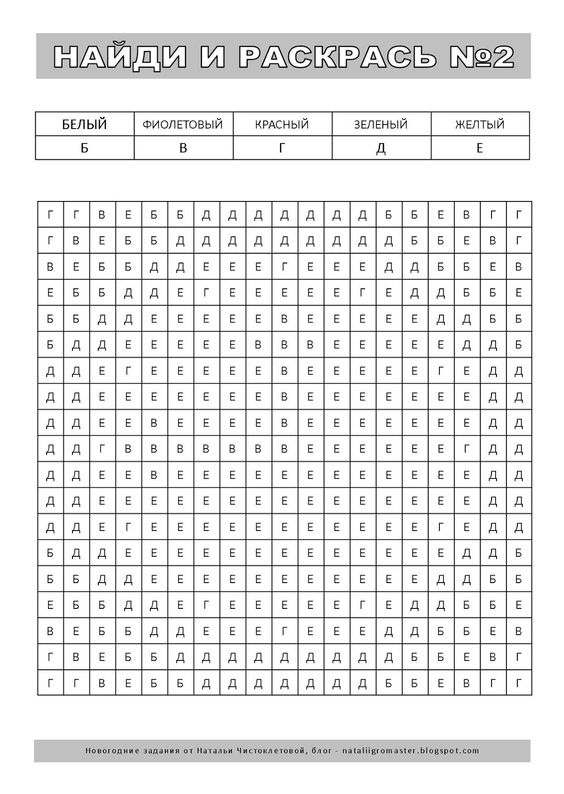 НАЙДИ И РАСКРАСЬ №2
БЕЛЫЙ ФИОЛЕТОВЫЙ КРАСНЫЙ ЗЕЛЕНЫЙ ЖЕЛТЫЙ
Б В Г Д Е
Г Г В Е Б Б Д Д Д Д Д Д Д Б Б Е В Г Г
Г В Е Б Б Д Д Д Д Д Д Д Д Д Б Б Е В Г
В Е Б Б Д Д Е Е Е Г Е Е Е Д Д Б Б Е В
Е Б Б Д Д Е Г Е Е Е Е Е Г Е Д Д Б Б Е
Б Б Д Д Е Е Е Е Е В Е Е Е Е Е Д Д Б Б
Б Д Д Е Е Е Е Е В В В Е Е Е Е Е Д Д Б
Д Д Е Г Е Е Е Е Е В Е Е Е Е Е Г Е Д Д
Д Д Е Е Е Е Е Е Е В Е Е Е Е Е Е Е Д Д
Д Д Е Е В Е Е Е Е В Е Е Е Е Е Е Е Д Д
Д Д Г В В В В В В В Е Е Е Е Е Е Г Д Д
Д Д Е Е В Е Е Е Е Е Е Е Е Е Е Е Е Д Д
Д Д Е Е Е Е Е Е Е Е Е Е Е Е Е Е Е Д Д
Д Д Е Г Е Е Е Е Е Е Е Е Е Е Е Г Е Д Д
Б Д Д Е Е Е Е Е Е Е Е Е Е Е Е Е Д Д Б
Б Б Д Д Е Е Е Е Е Е Е Е Е Е Е Д Д Б Б
Е Б Б Д Д Е Г Е Е Е Е Е Г Е Д Д Б Б Е
В Е Б Б Д Д Е Е Е Г Е Е Е Д Д Б Б Е В
Г В Е Б Б Д Д Д Д Д Д Д Д Д Б Б Е В Г
Г Г В Е Б Б Д Д Д Д Д Д Д Б Б Е В Г Г
Новогодние задания от Натальи Чистоклетовой, блог - nataliigromaster.blogspot.com